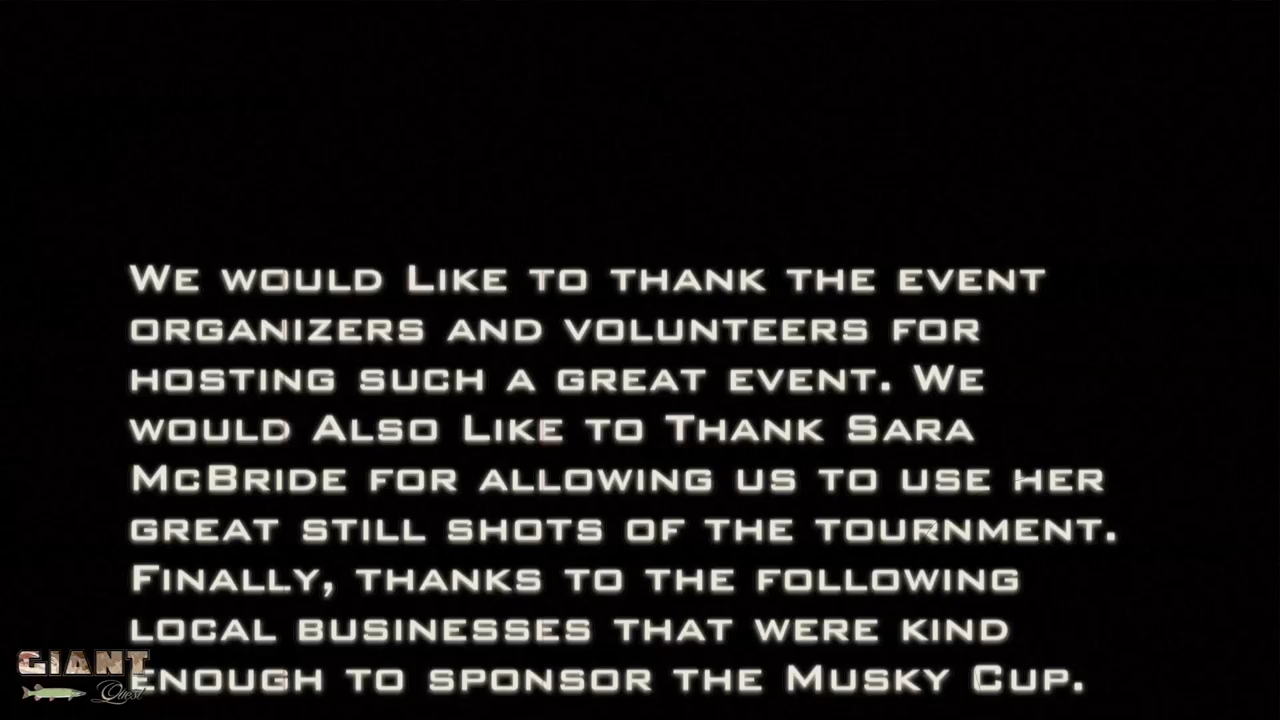 We would Like to thank the event
organizers and volunteers for
hosting such a great event. We
would Also Like to Thank Sara
McBride for allowing us to use her
great still shots of the tournment.
Finally, thanks to the following
local businesses that were kind
enough to sponsor the Musky Cup.
GIANT
Quest